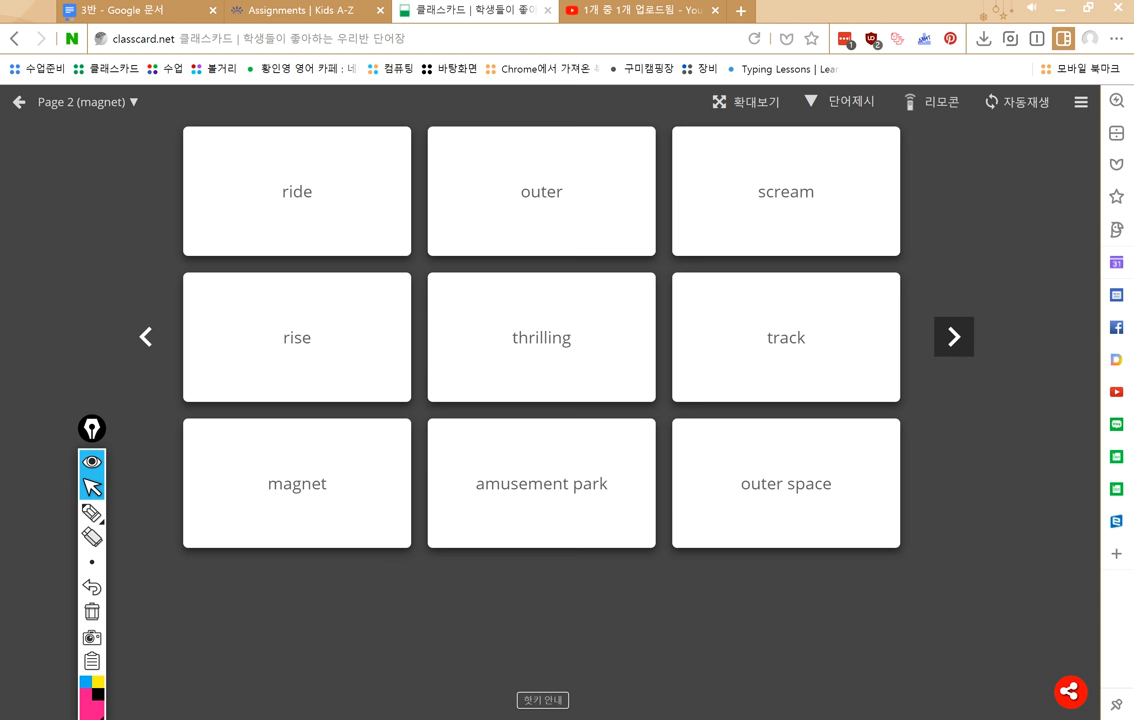 3반 - Google 문서
Assignments | Kids A-Z
클래스카드 | 학생들이 좋아
1개 중 1개 업로드됨 - You
N classcard.net 클래스카드 | 학생들이 좋아하는 우리반 단어장
1 2
수업준비 클래스카드 수업 볼거리 황인영 영어 카페 : 네 컴퓨팅 바탕화면 Chrome에서 가져온 구미캠핑장 장비 Typing Lessons | Lear 모바일 북마크
Page 2 (magnet) ▼ 확대보기 ▼ 단어제시 리모콘 자동재생
ride outer scream
rise thrilling track
magnet amusement park outer space
핫키 안내
31